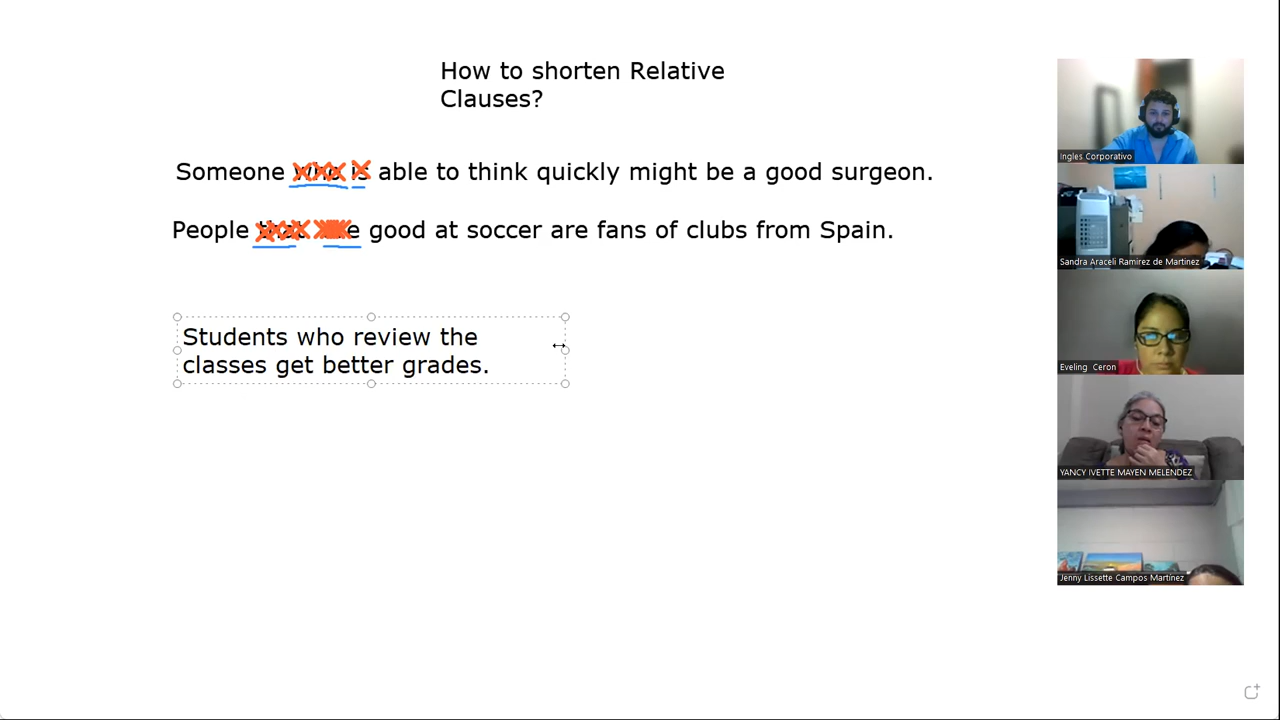 How to shorten Relative
Clauses?
Someone who is able to think quickly might be a good surgeon.
People that are good at soccer are fans of clubs from Spain.
Students who review the
classes get better grades.
Ingles Corporativo
Sandra Araceli Ramirez de Martinez
Eveling Ceron
YANCY IVETTE MAYEN MELENDEZ
Jenny Lissette Campos Martínez